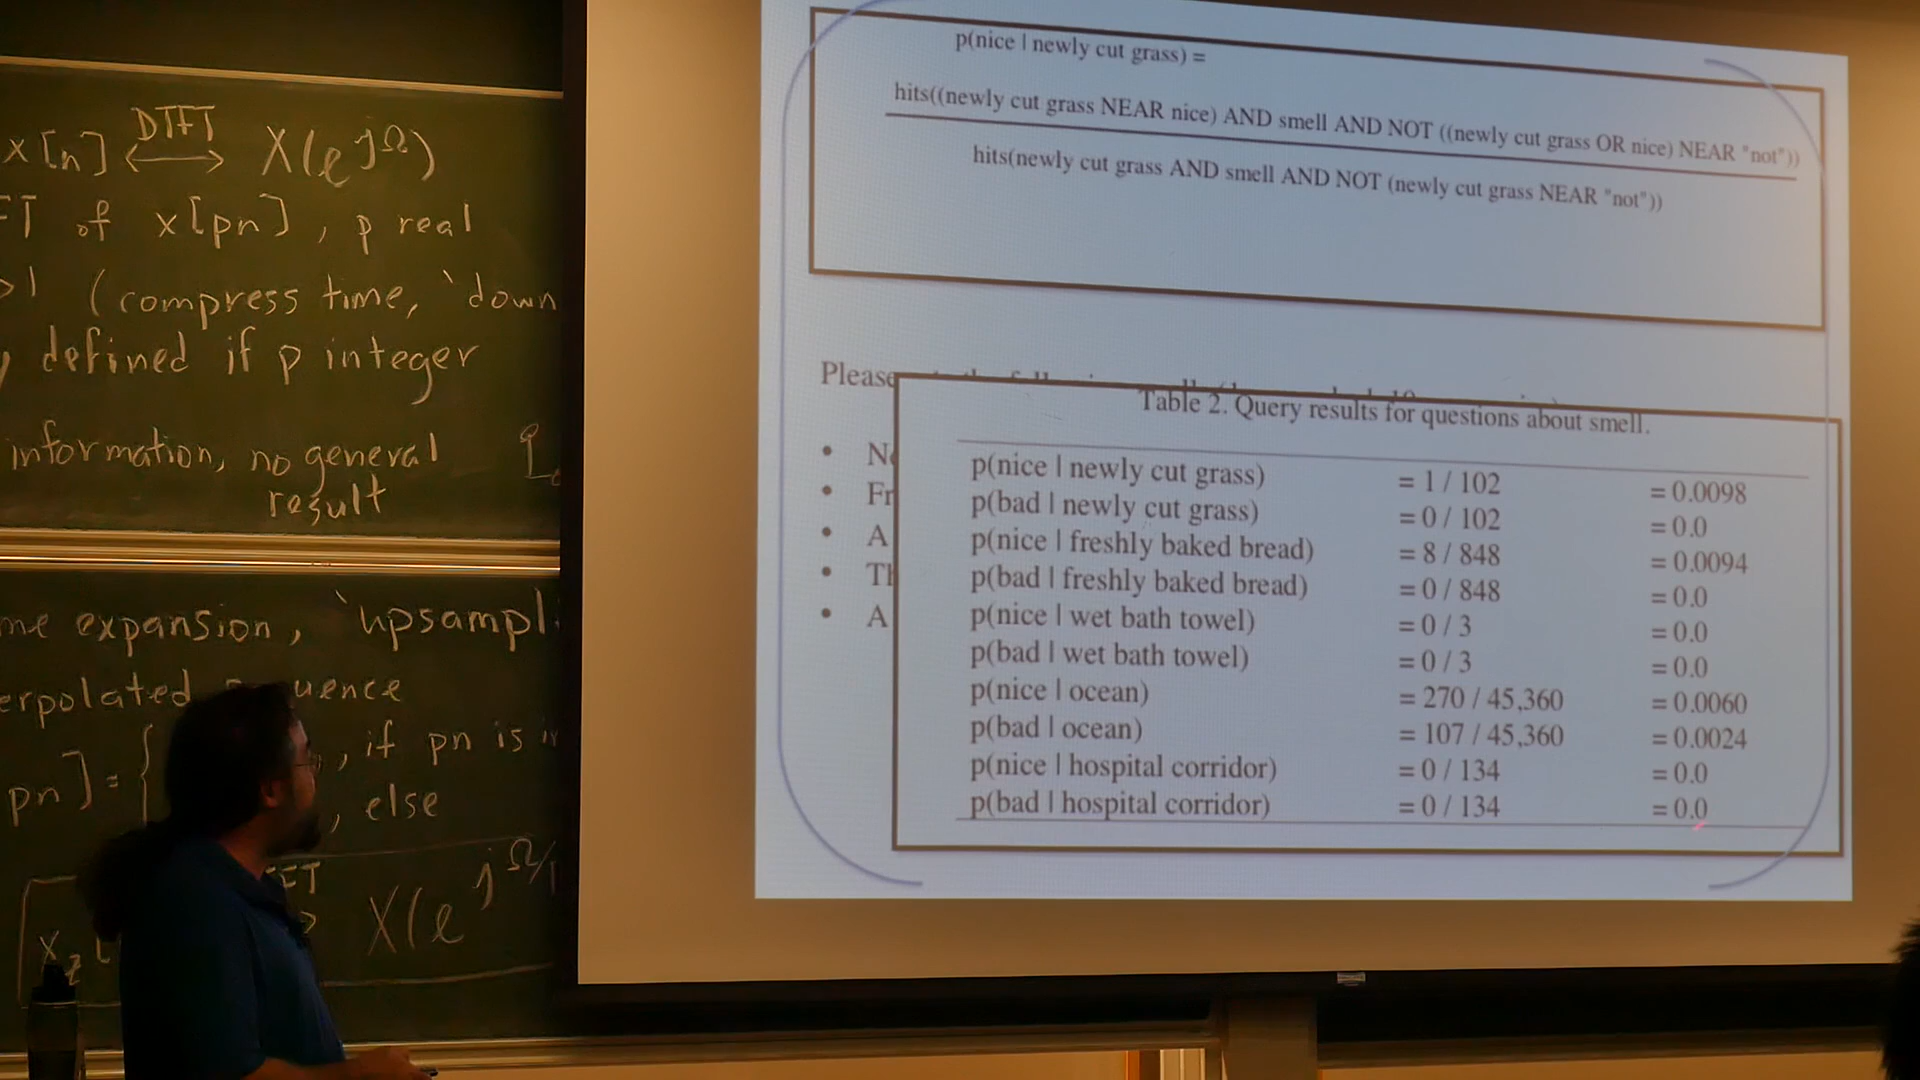 x[n] DTFT ⟷ X(e^jΩ)
of x[pn], p real
>1 (compress time, `down
defined if p integer
information, no general
result
expansion, `upsampl
pn] = {
, if pn is
, else
X(e^jΩ/
x_z[
p(nice | newly cut grass) =
hits((newly cut grass NEAR nice) AND smell AND NOT ((newly cut grass OR nice) NEAR "not"))
hits(newly cut grass AND smell AND NOT (newly cut grass NEAR "not"))
Please
Table 2. Query results for questions about smell.
p(nice | newly cut grass) = 1 / 102 = 0.0098
p(bad | newly cut grass) = 0 / 102 = 0.0
p(nice | freshly baked bread) = 8 / 848 = 0.0094
p(bad | freshly baked bread) = 0 / 848 = 0.0
p(nice | wet bath towel) = 0 / 3 = 0.0
p(bad | wet bath towel) = 0 / 3 = 0.0
p(nice | ocean) = 270 / 45,360 = 0.0060
p(bad | ocean) = 107 / 45,360 = 0.0024
p(nice | hospital corridor) = 0 / 134 = 0.0
p(bad | hospital corridor) = 0 / 134 = 0.0
• Ne
• Fr
• A
• Th
• A